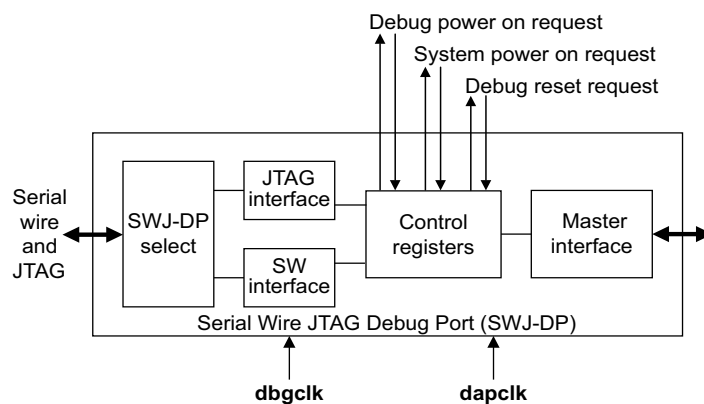 Debug power on request
System power on request
Debug reset request
Serial
wire
and
JTAG
SWJ-DP
select
JTAG
interface
SW
interface
Control
registers
Master
interface
Serial Wire JTAG Debug Port (SWJ-DP)
dbgclk
dapclk